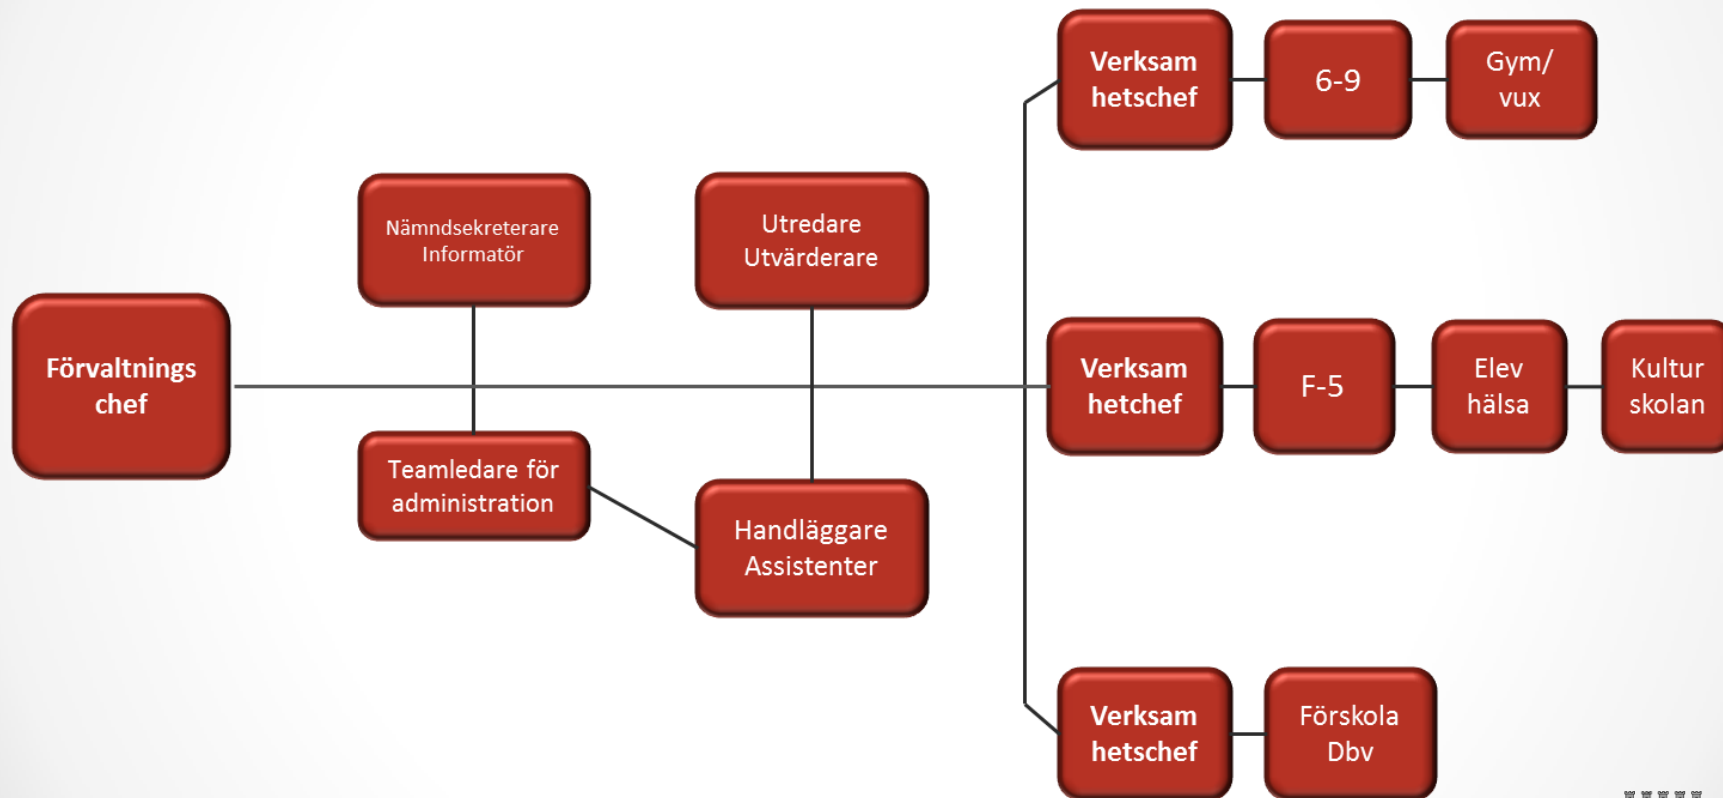 Förvaltnings
chef
Nämndsekreterare
Informatör
Teamledare för
administration
Utredare
Utvärderare
Handläggare
Assistenter
Verksam
hetschef
6-9
Gym/
vux
Verksam
hetchef
F-5
Elev
hälsa
Kultur
skolan
Verksam
hetschef
Förskola
Dbv